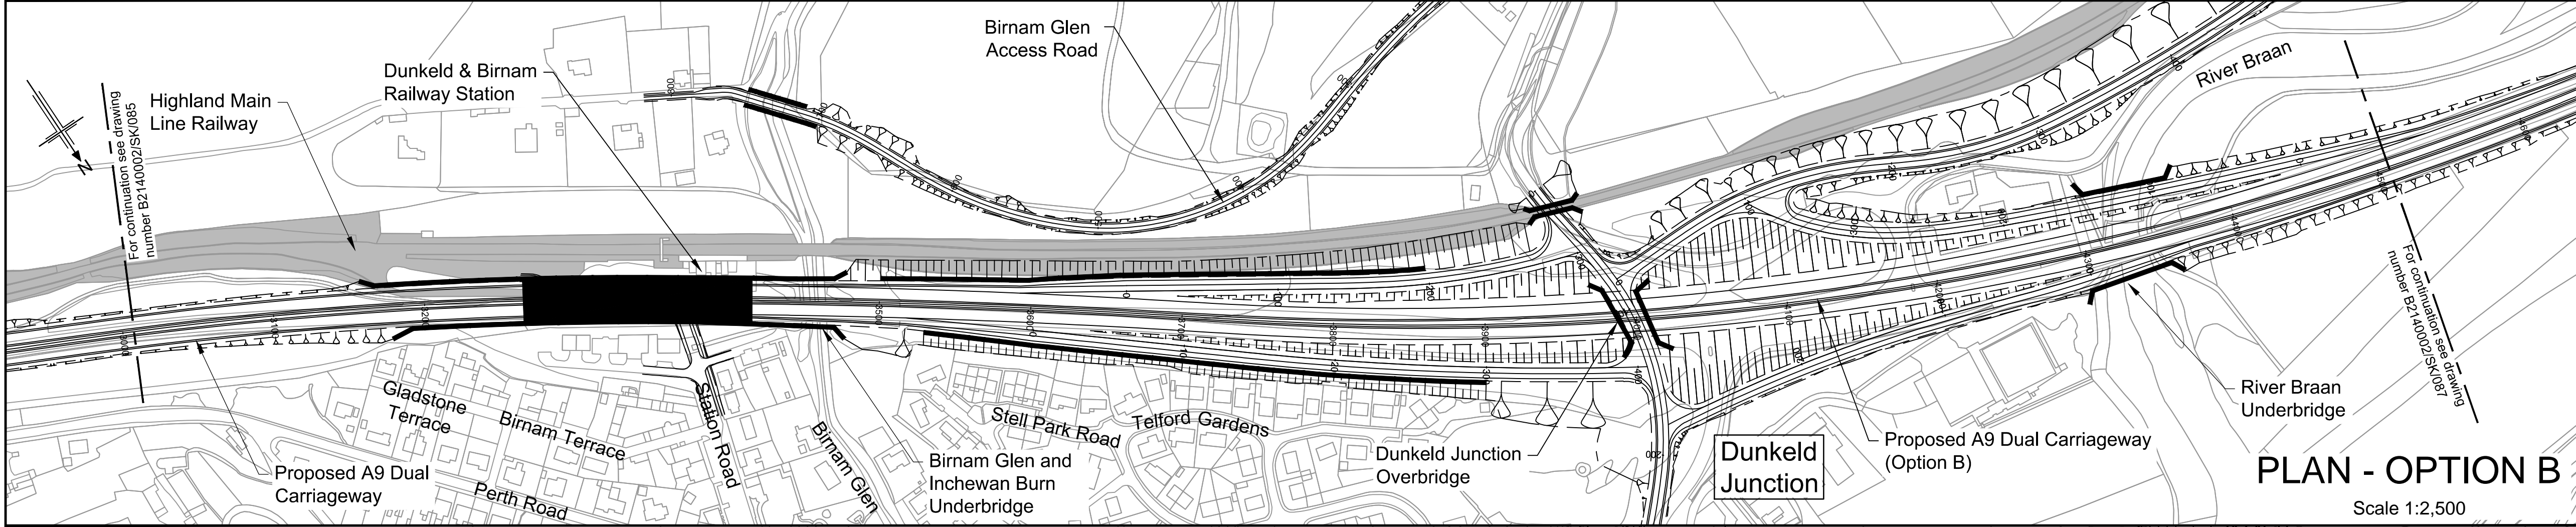 Highland Main
Line Railway
N
For continuation see drawing
number B2140002/SK/085
Dunkeld & Birnam
Railway Station
Birnam Glen
Access Road
River Braan
Proposed A9 Dual
Carriageway
Gladstone
Terrace
Birnam Terrace
Perth Road
Station Road
Birnam Glen
Birnam Glen and
Inchewan Burn
Underbridge
Stell Park Road
Telford Gardens
Dunkeld Junction
Overbridge
Dunkeld
Junction
Proposed A9 Dual Carriageway
(Option B)
River Braan
Underbridge
For continuation see drawing
number B2140002/SK/087
PLAN - OPTION B
Scale 1:2,500